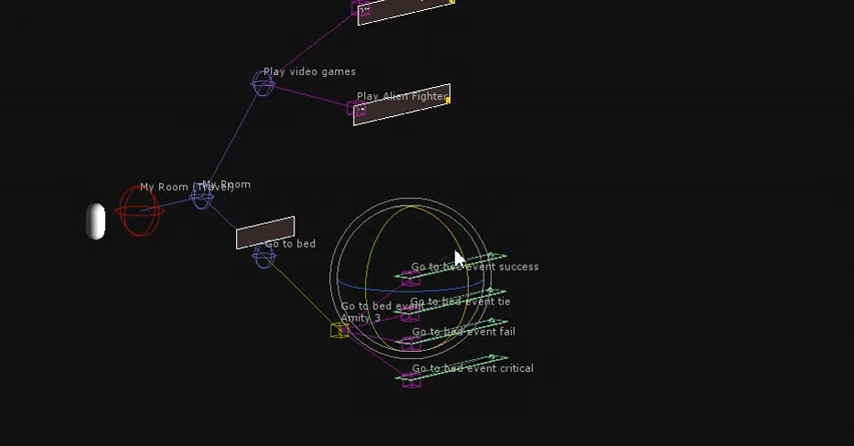 Play video games
Play Alien Fighter
My Room (Travel)
My Room
Go to bed
Go to bed event success
Go to bed event tie
Go to bed event
Amity 3
Go to bed event fail
Go to bed event critical